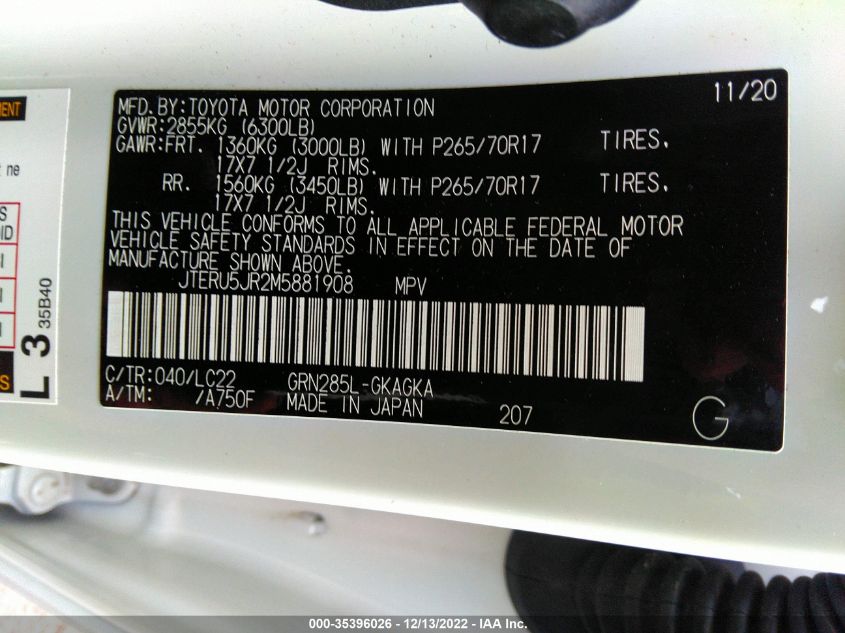 11/20
MFD.BY:TOYOTA MOTOR CORPORATION
GVWR:2855KG (6300LB)
GAWR:FRT. 1360KG (3000LB) WITH P265/70R17 TIRES.
17X7 1/2J RIMS.
RR. 1560KG (3450LB) WITH P265/70R17 TIRES.
17X7 1/2J RIMS.
THIS VEHICLE CONFORMS TO ALL APPLICABLE FEDERAL MOTOR
VEHICLE SAFETY STANDARDS IN EFFECT ON THE DATE OF
MANUFACTURE SHOWN ABOVE.
JTERU5JR2M5881908 MPV
C/TR:040/LC22 GRN285L-GKAGKA
A/TM: /A750F MADE IN JAPAN 207 G
L 3 35B40
000-35396026 - 12/13/2022 - IAA Inc.